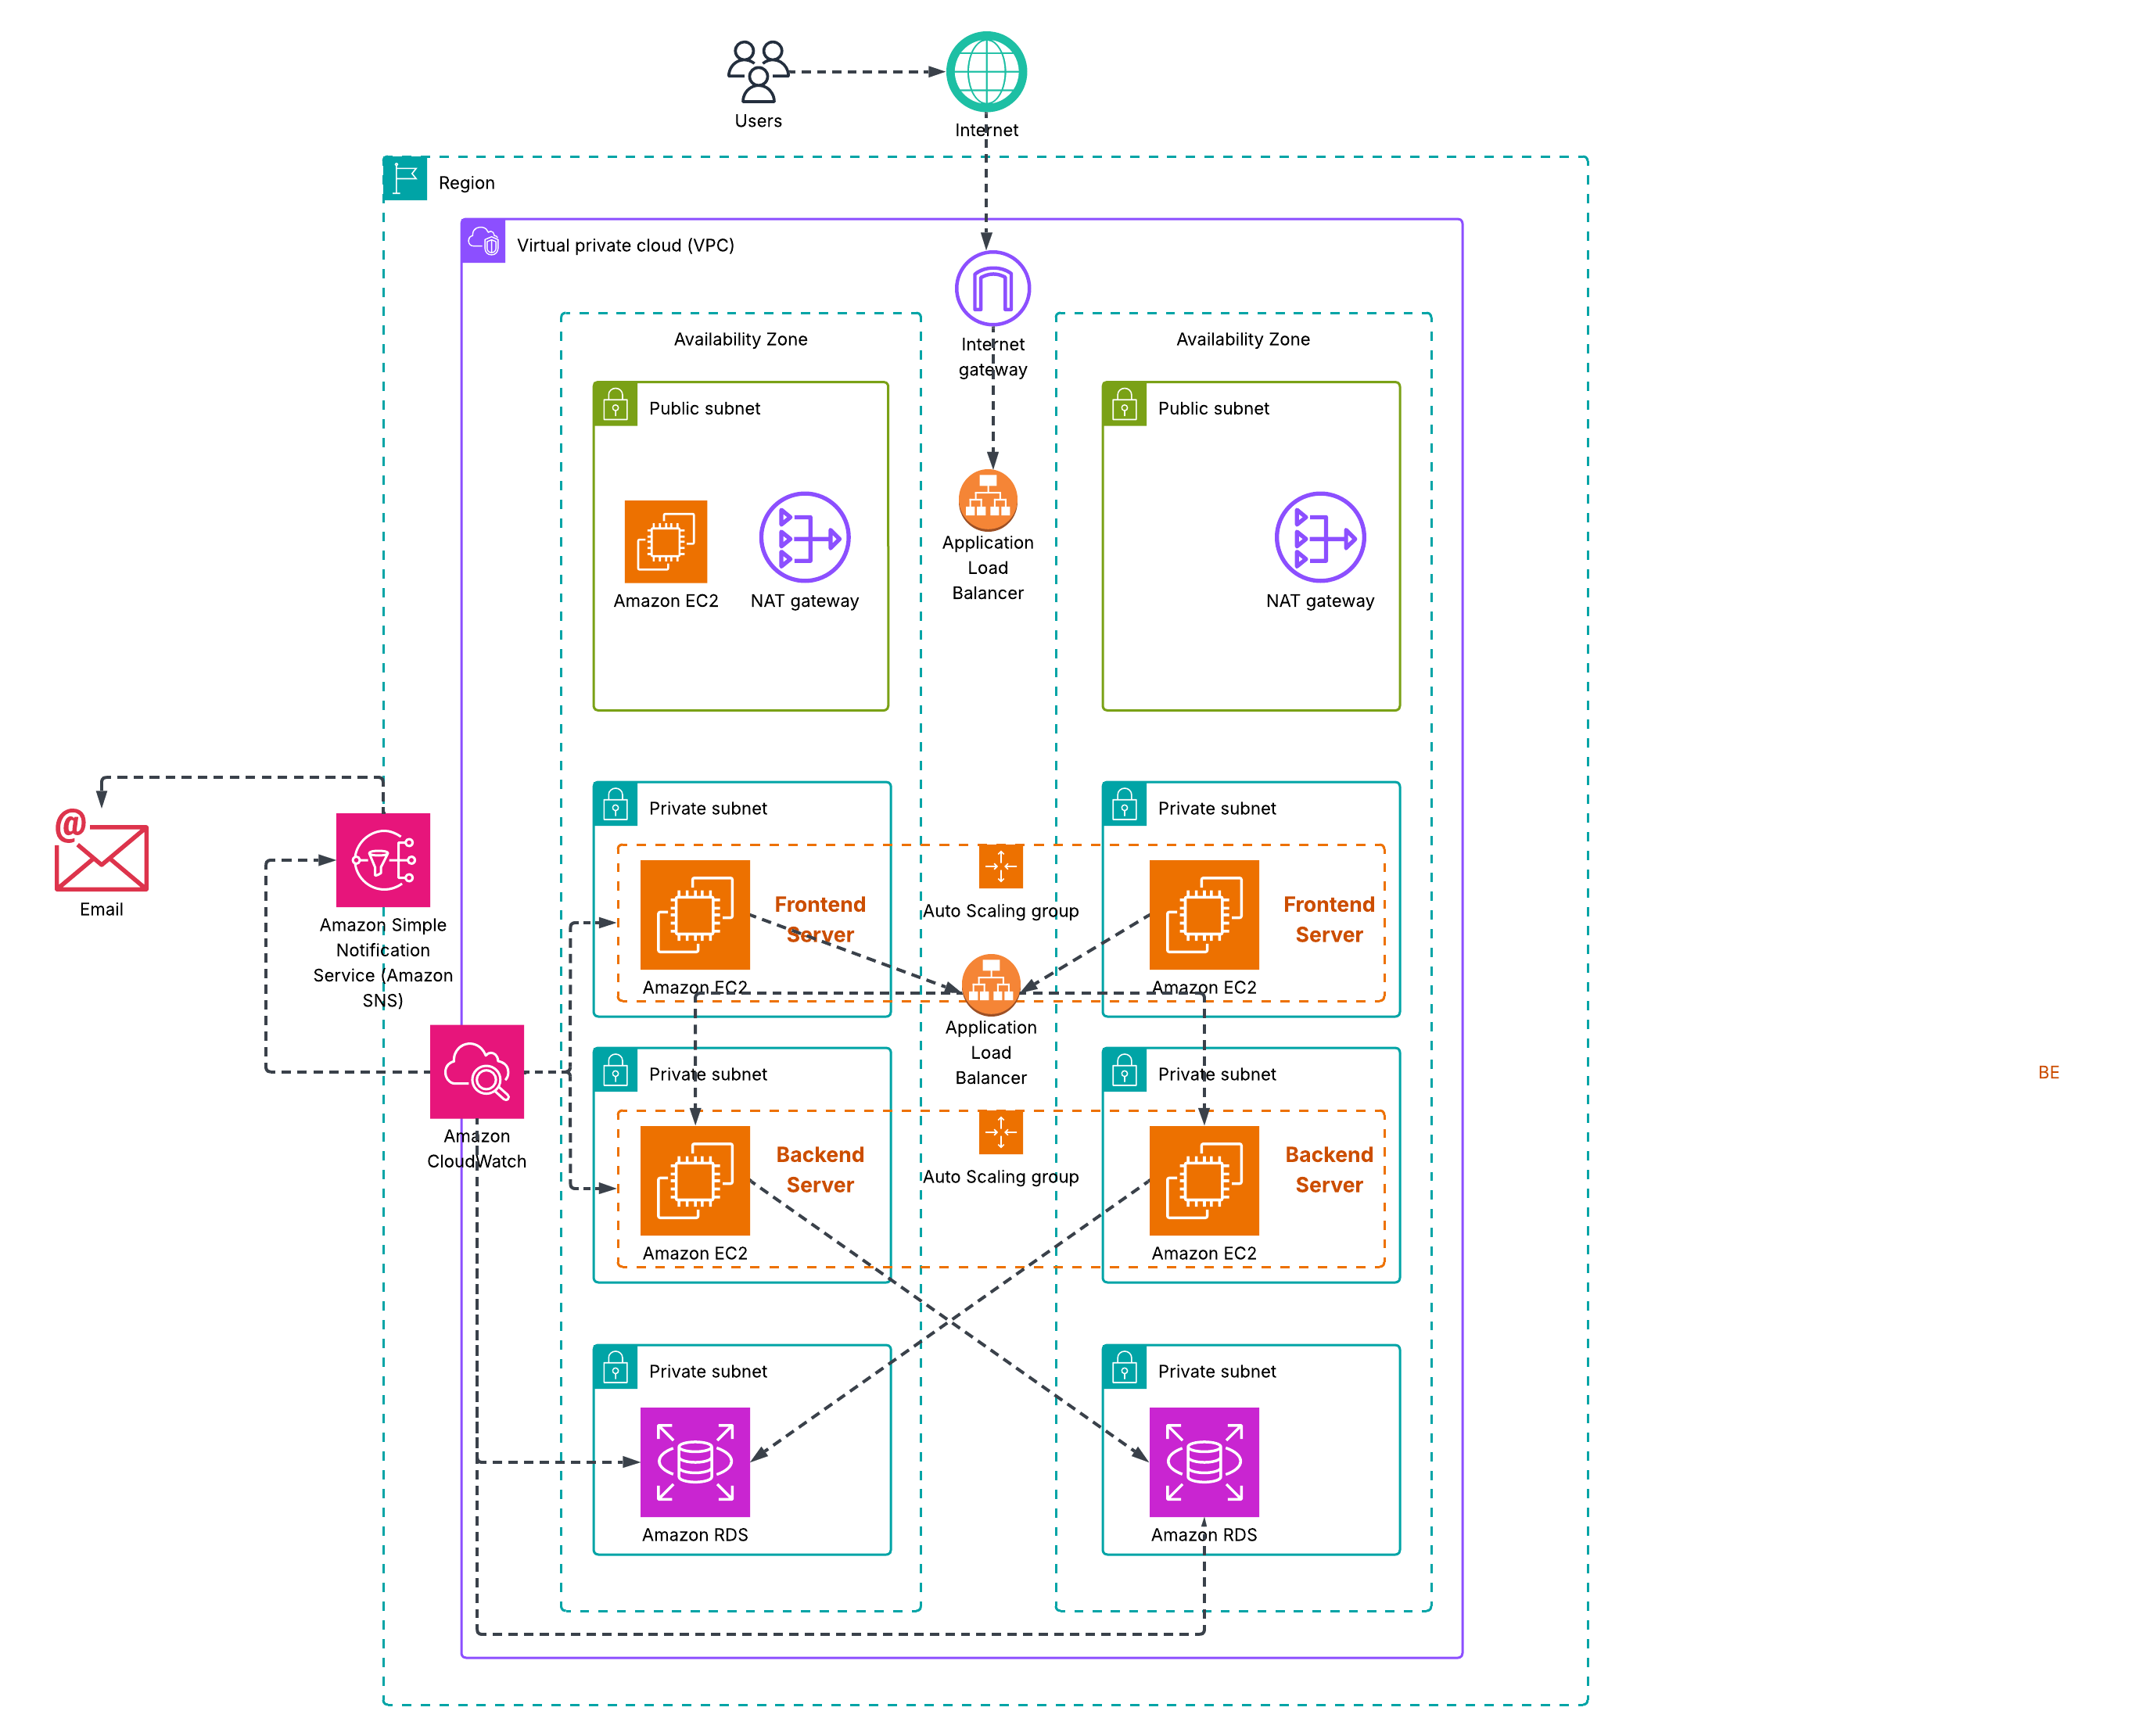 Users
Internet
Region
Virtual private cloud (VPC)
Internet
gateway
Availability Zone
Availability Zone
Public subnet
Public subnet
Application
Load
Balancer
Amazon EC2
NAT gateway
NAT gateway
Private subnet
Private subnet
Frontend
Server
Auto Scaling group
Frontend
Server
Amazon EC2
Amazon EC2
Email
Amazon Simple
Notification
Service (Amazon
SNS)
Application
Load
Balancer
Private subnet
Private subnet
BE
Amazon
CloudWatch
Backend
Server
Auto Scaling group
Backend
Server
Amazon EC2
Amazon EC2
Private subnet
Private subnet
Amazon RDS
Amazon RDS
@